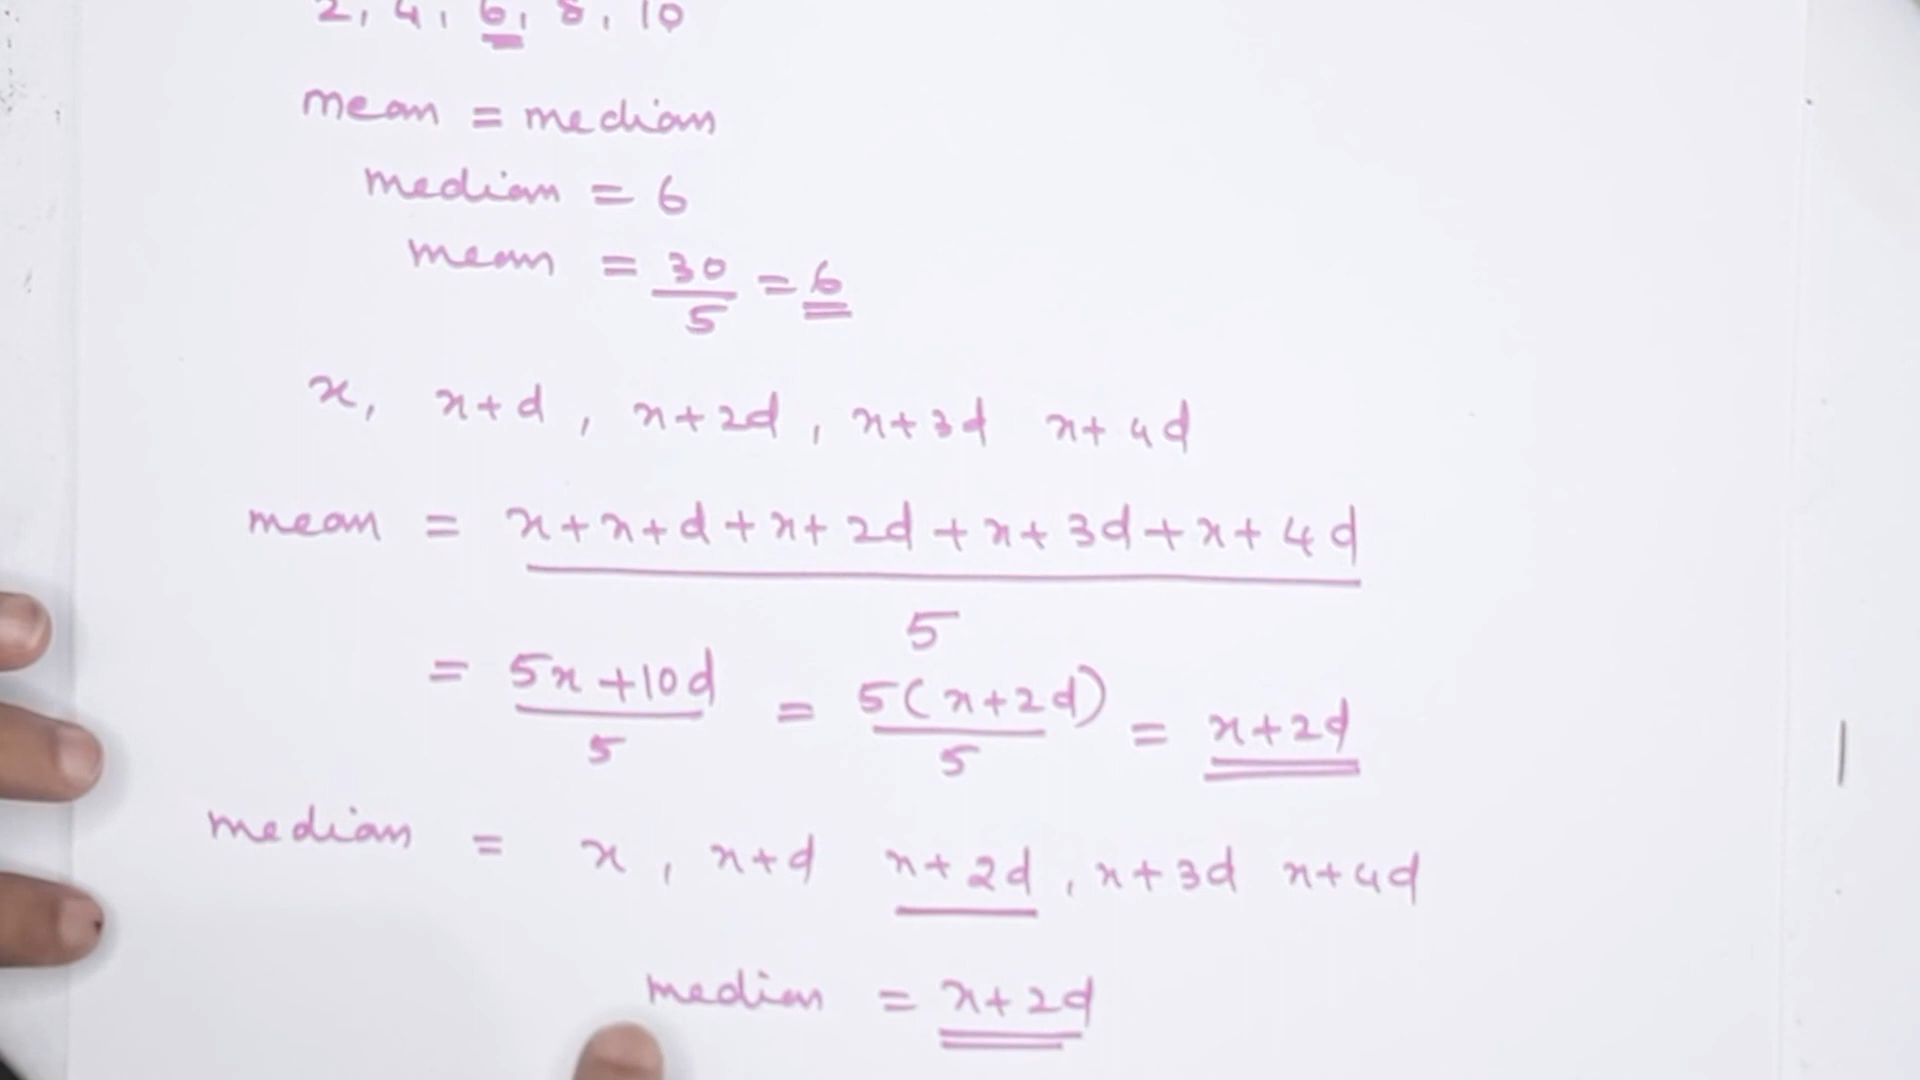 2, 4, 6, 8, 10
mean = median
median = 6
mean = 30/5 = 6
x, x+d, x+2d, x+3d x+4d
mean = x+x+d+x+2d+x+3d+x+4d / 5
= 5x+10d / 5 = 5(x+2d) / 5 = x+2d
median = x, x+d x+2d, x+3d x+4d
median = x+2d